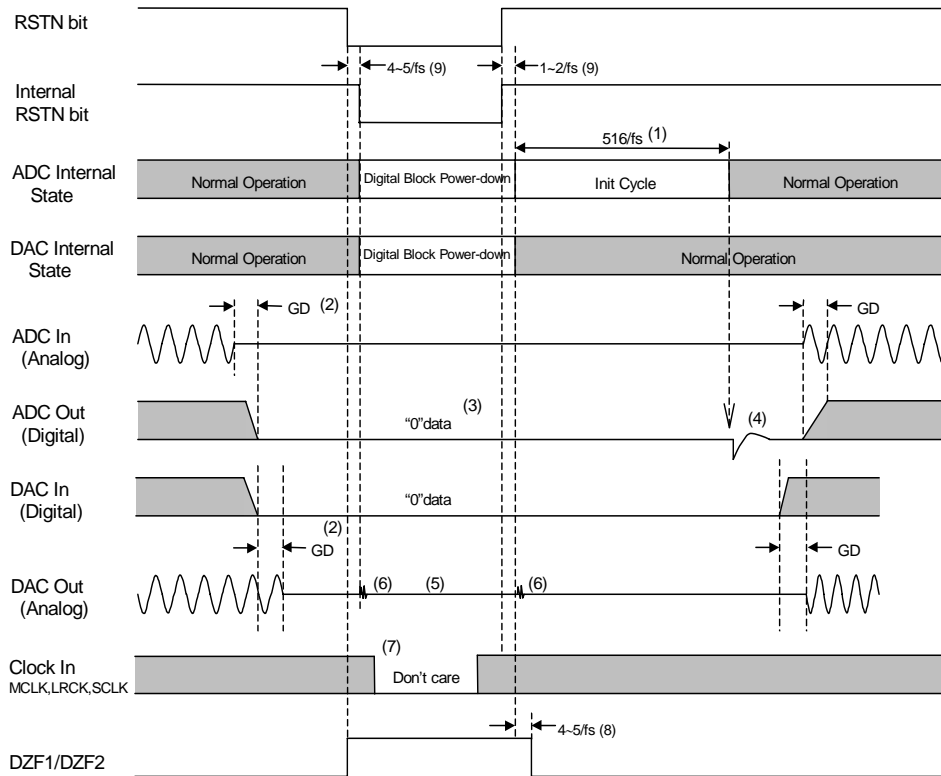 RSTN bit
4~5/fs (9)
1~2/fs (9)
Internal
RSTN bit
516/fs (1)
ADC Internal
State
Normal Operation
Digital Block Power-down
Init Cycle
Normal Operation
DAC Internal
State
Normal Operation
Digital Block Power-down
Normal Operation
GD (2)
GD
ADC In
(Analog)
ADC Out
(Digital)
“0”data
(3)
(4)
DAC In
(Digital)
“0”data
(2)
GD
GD
DAC Out
(Analog)
(6)
(5)
(6)
Clock In
MCLK,LRCK,SCLK
(7)
Don’t care
4~5/fs (8)
DZF1/DZF2